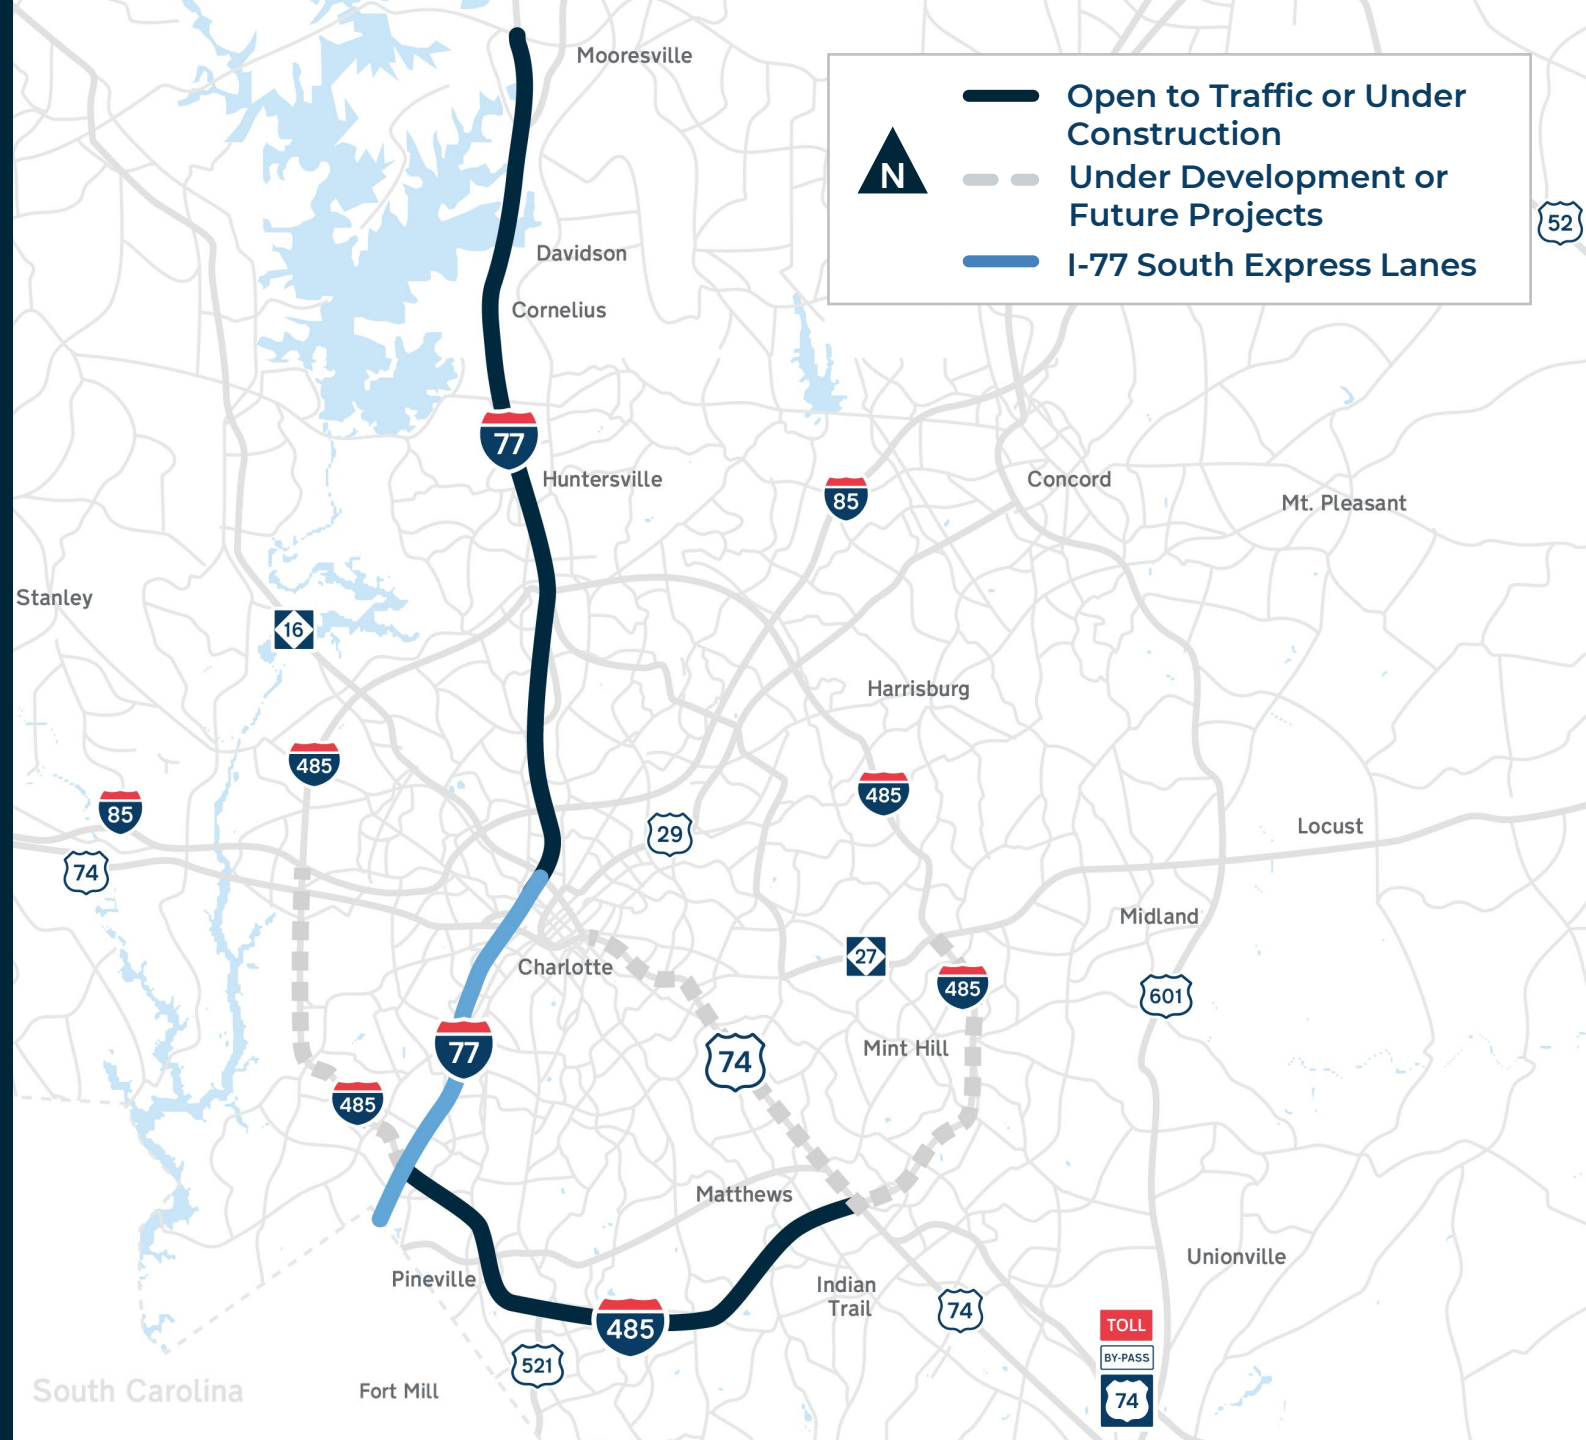 Mooresville
Open to Traffic or Under
Construction
N
Under Development or
Future Projects
52
Davidson
I-77 South Express Lanes
Cornelius
77
Huntersville
85
Concord
Mt. Pleasant
Stanley
16
Harrisburg
485
485
85
29
Locust
74
Midland
27
Charlotte
485
601
77
74
Mint Hill
485
Matthews
Unionville
Pineville
Indian
Trail
74
485
TOLL
BY-PASS
74
521
South Carolina
Fort Mill